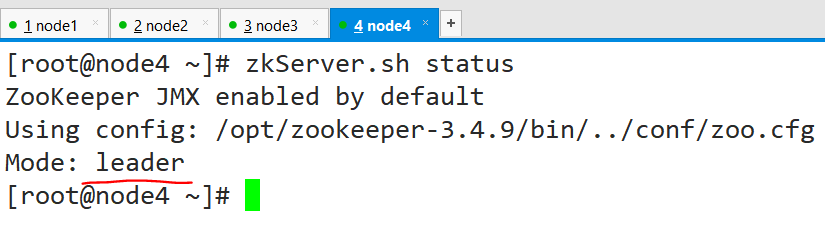 1 node1 × 2 node2 × 3 node3 × 4 node4 × +
[root@node4 ~]# zkServer.sh status
ZooKeeper JMX enabled by default
Using config: /opt/zookeeper-3.4.9/bin/../conf/zoo.cfg
Mode: leader
[root@node4 ~]#